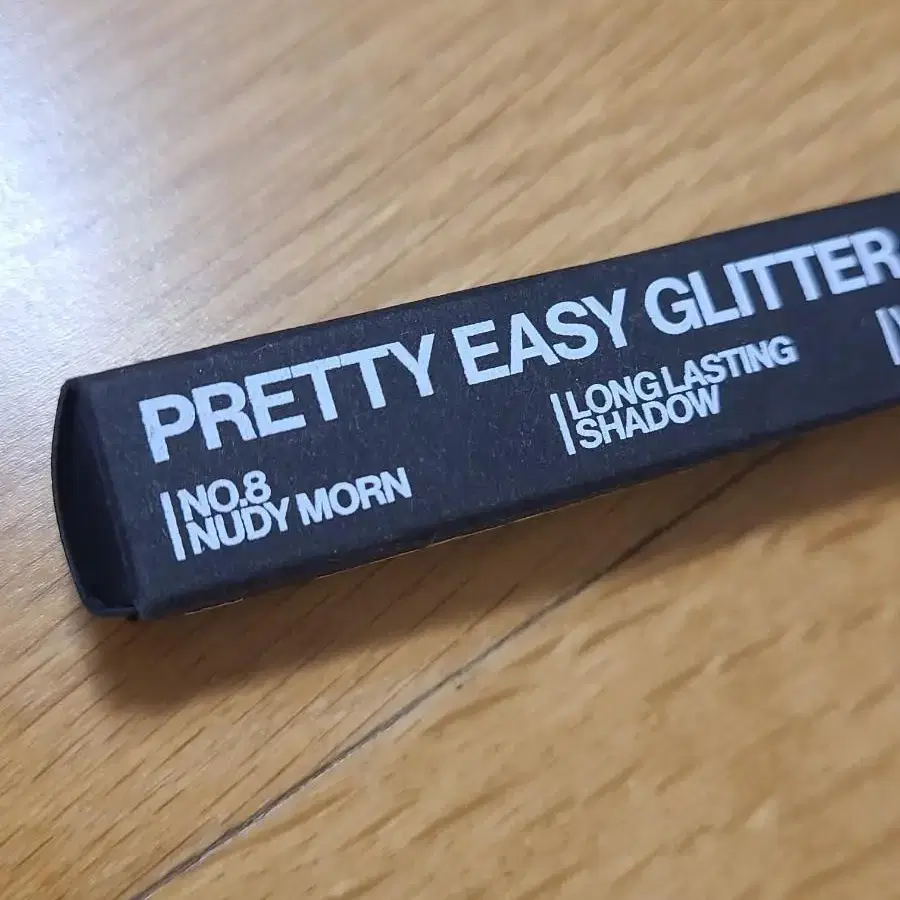 PRETTY EASY GLITTER
NO.8
NUDY MORN
LONG LASTING
SHADOW